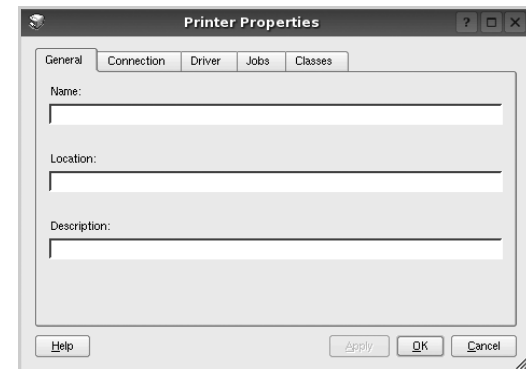 Printer Properties
?
General Connection Driver Jobs Classes
Name:
Location:
Description:
Help Apply OK Cancel